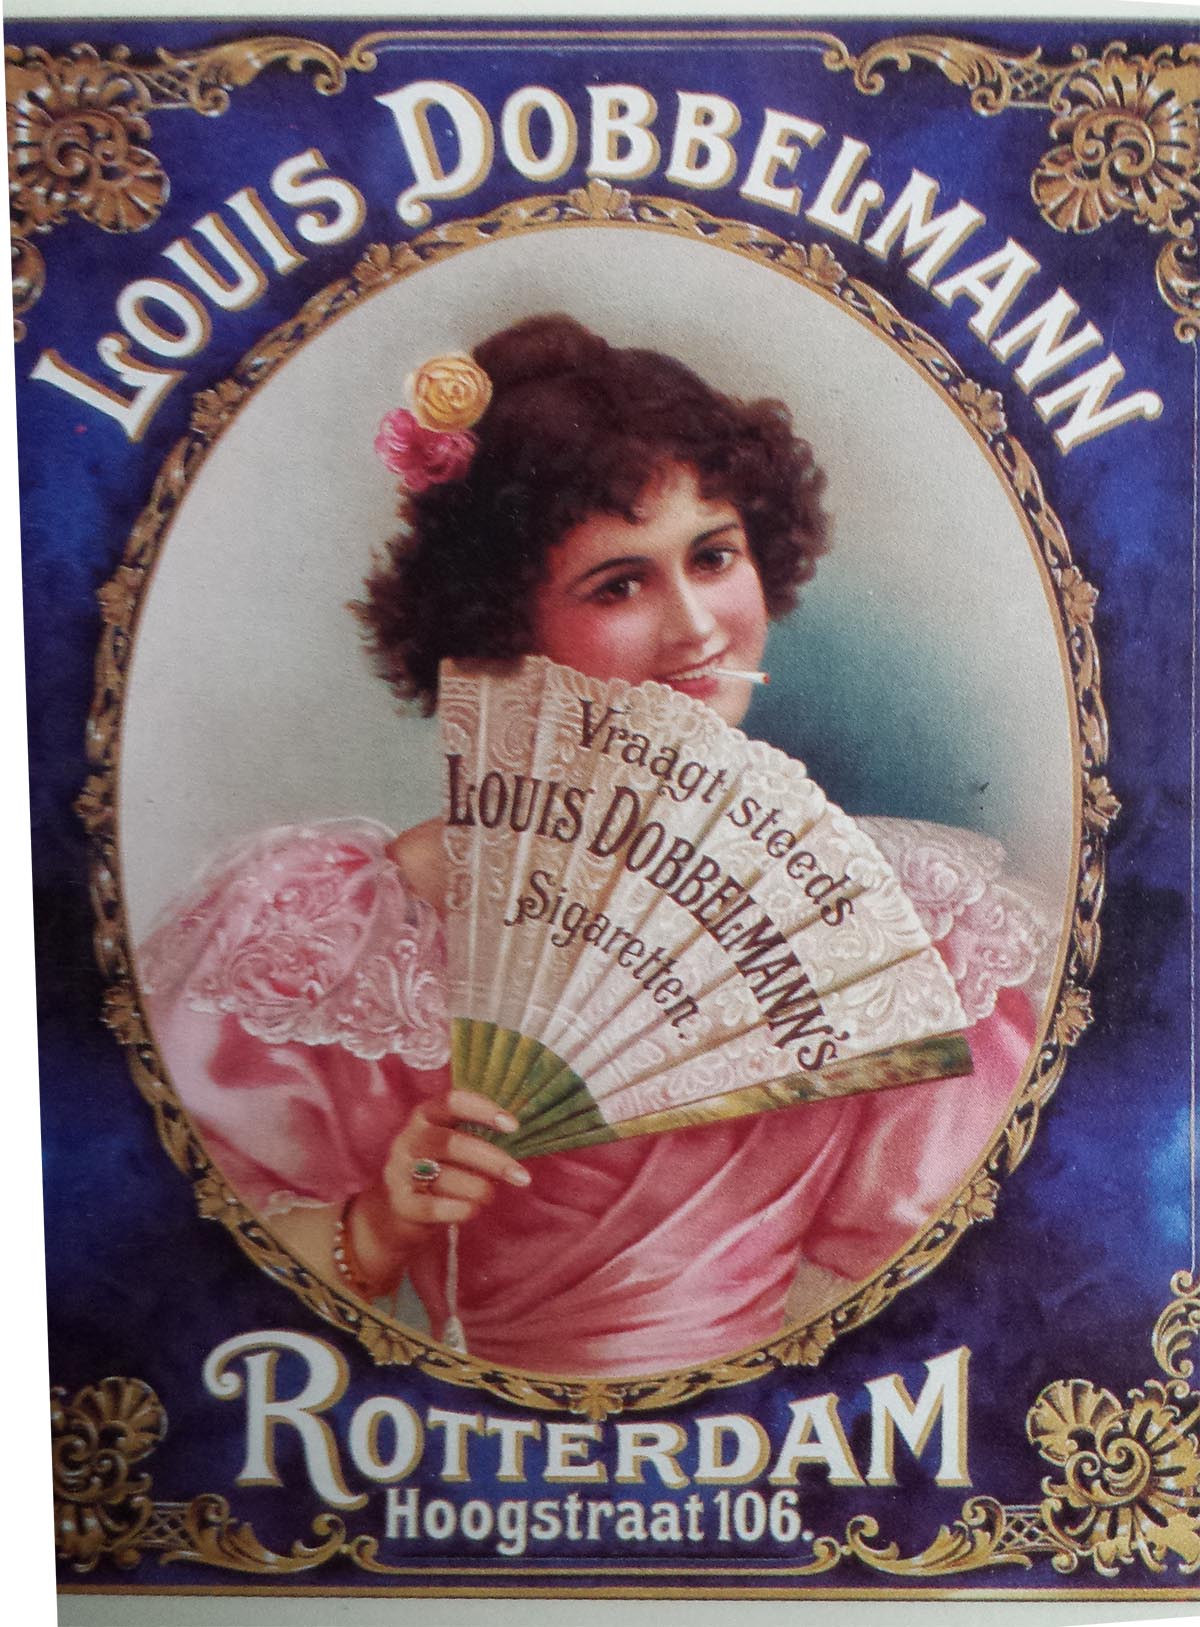 LOUIS DOBBELMANN
Vraagt steeds
LOUIS DOBBELMANN'S
Sigaretten.
ROTTERDAM
Hoogstraat 106.